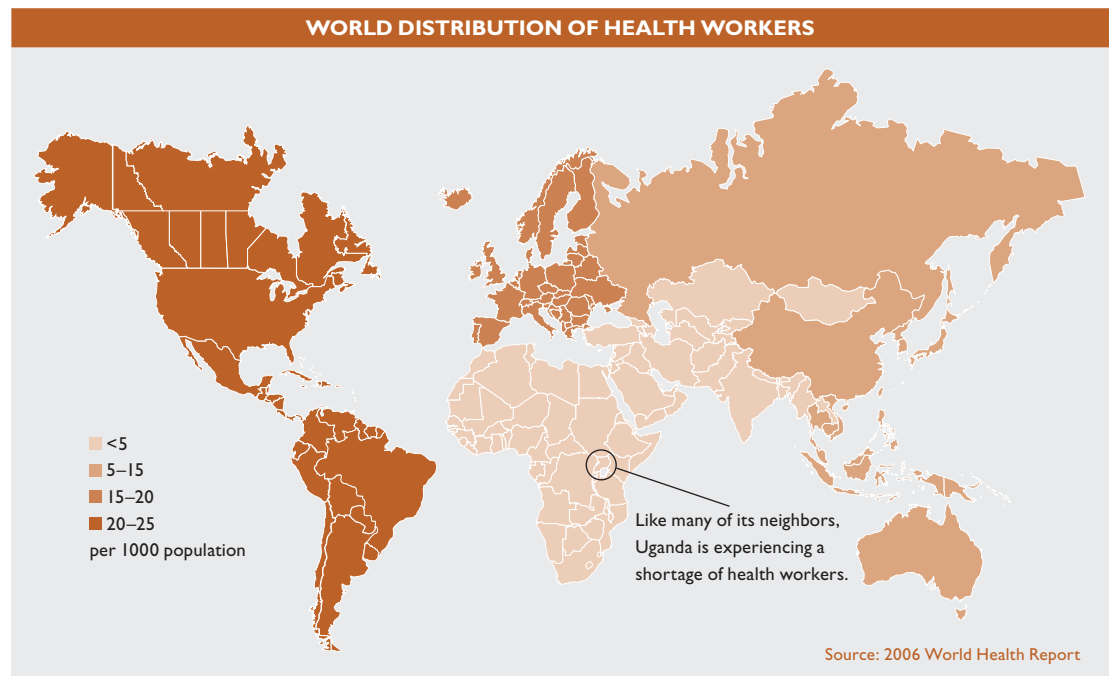 WORLD DISTRIBUTION OF HEALTH WORKERS
<5
5–15
15–20
20–25
per 1000 population
Like many of its neighbors,
Uganda is experiencing a
shortage of health workers.
Source: 2006 World Health Report